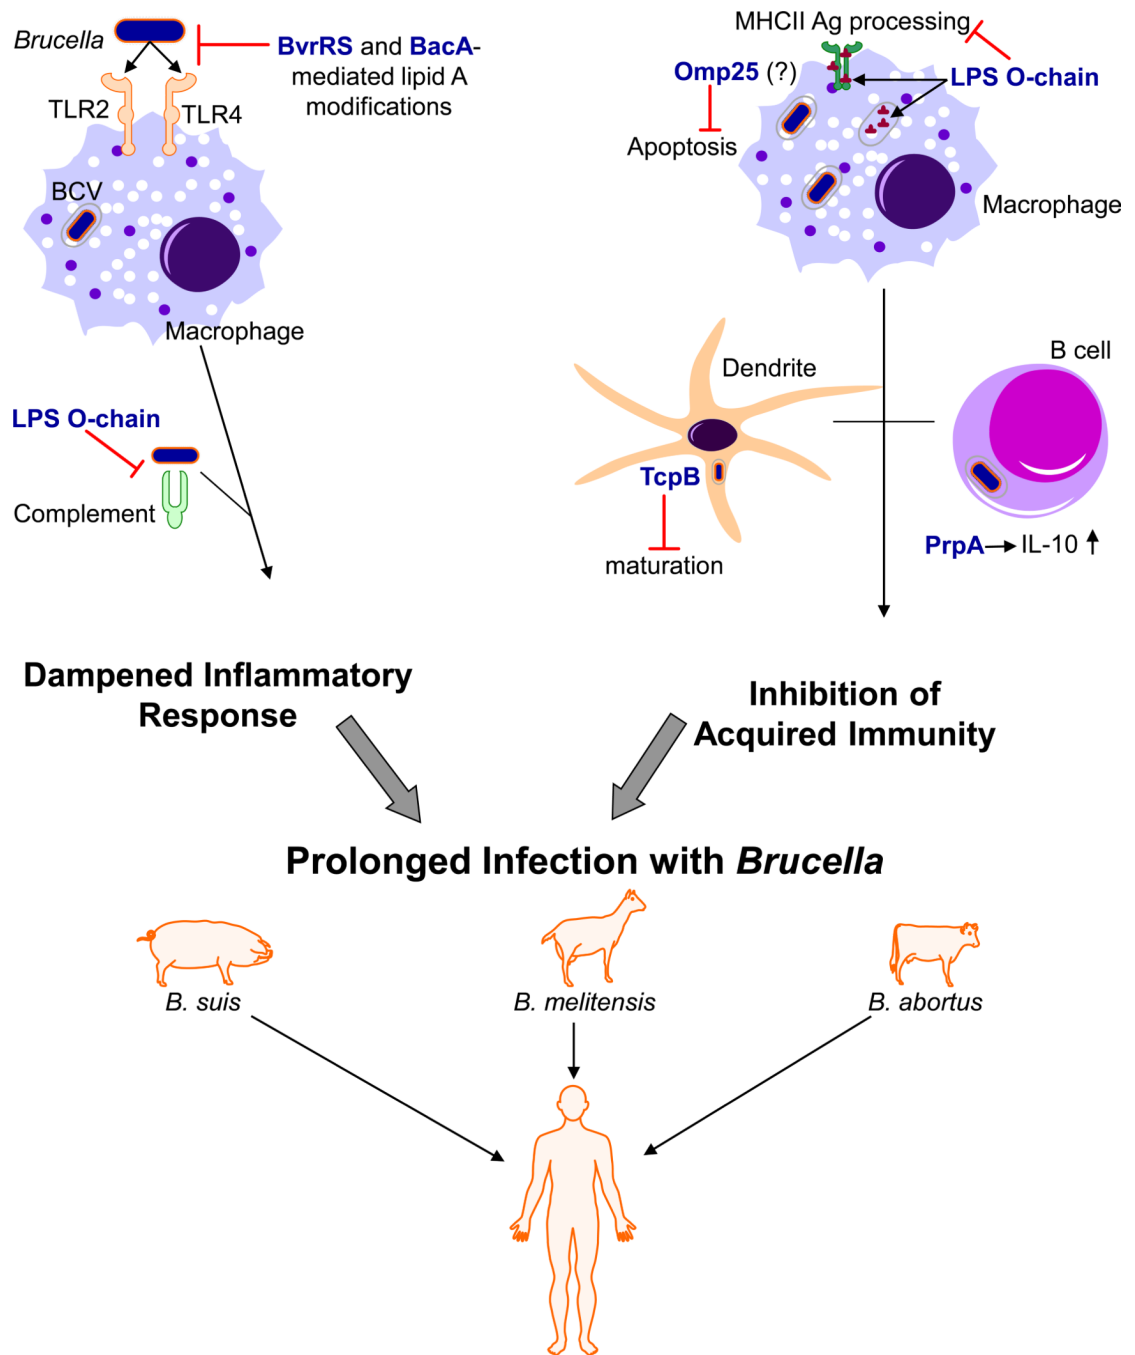 Brucella
BvrRS and BacA-
mediated lipid A
modifications
TLR2
TLR4
BCV
Macrophage
LPS O-chain
Complement
MHCII Ag processing
Omp25 (?)
LPS O-chain
Apoptosis
Macrophage
Dendrite
B cell
TcpB
maturation
PrpA
IL-10
Dampened Inflammatory
Response
Inhibition of
Acquired Immunity
Prolonged Infection with Brucella
B. suis
B. melitensis
B. abortus